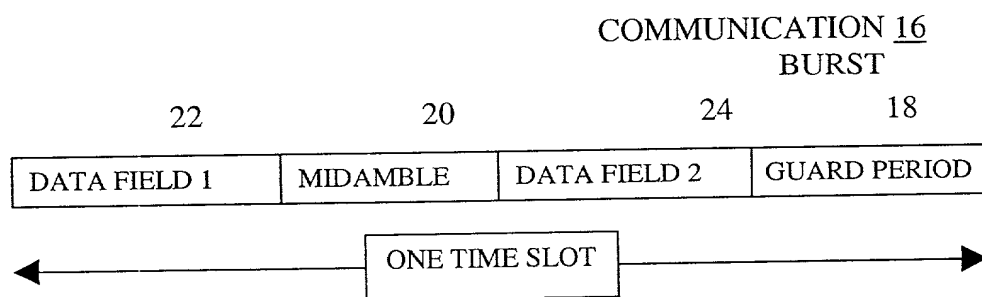 COMMUNICATION 16
BURST
22 20 24 18
DATA FIELD 1 MIDAMBLE DATA FIELD 2 GUARD PERIOD
ONE TIME SLOT